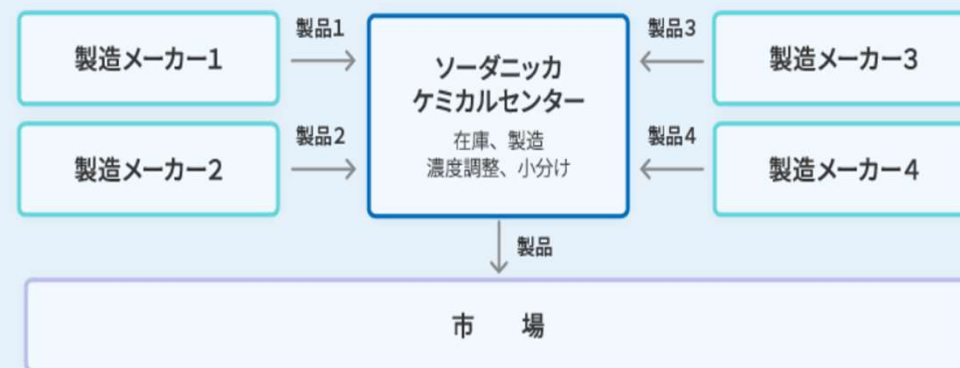 製造メーカー1
製品1
ソーダニッカ
ケミカルセンター
在庫、製造
濃度調整、小分け
製品3
製造メーカー3
製造メーカー2
製品2
製品4
製造メーカー4
製品
市　場